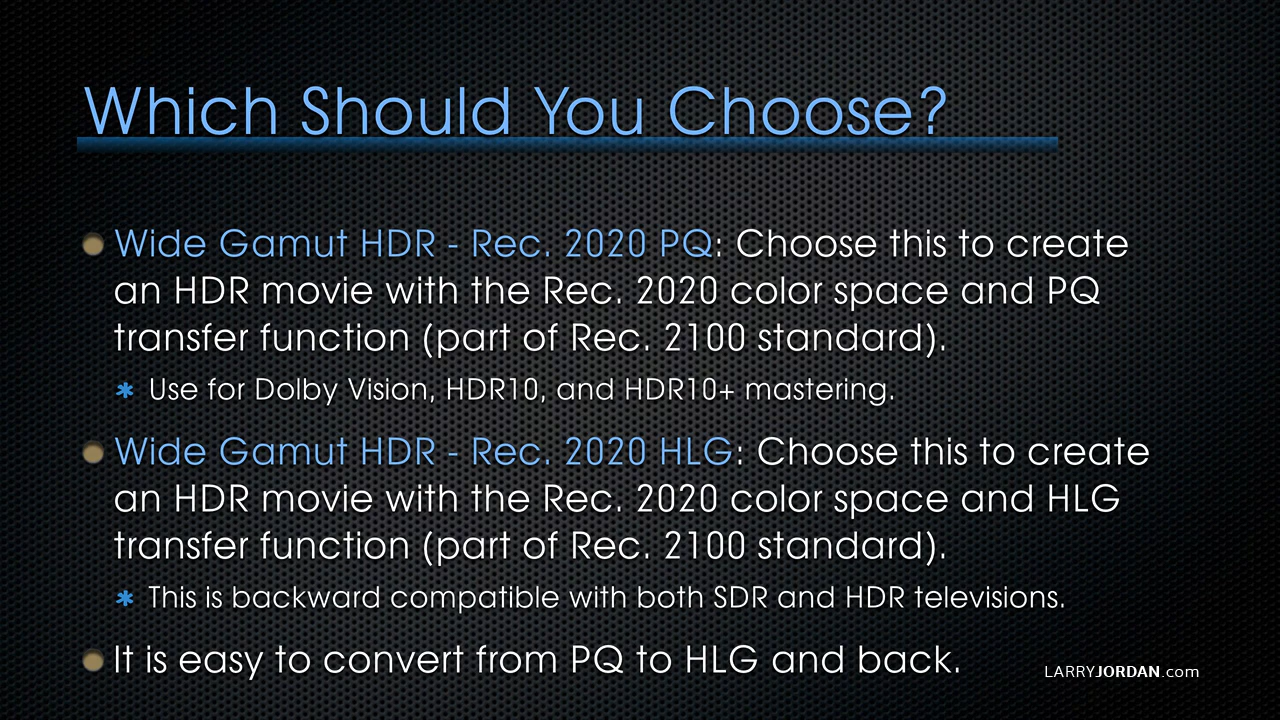 Which Should You Choose?
Wide Gamut HDR - Rec. 2020 PQ: Choose this to create
an HDR movie with the Rec. 2020 color space and PQ
transfer function (part of Rec. 2100 standard).
Use for Dolby Vision, HDR10, and HDR10+ mastering.
Wide Gamut HDR - Rec. 2020 HLG: Choose this to create
an HDR movie with the Rec. 2020 color space and HLG
transfer function (part of Rec. 2100 standard).
This is backward compatible with both SDR and HDR televisions.
It is easy to convert from PQ to HLG and back.
LARRYJORDAN.com